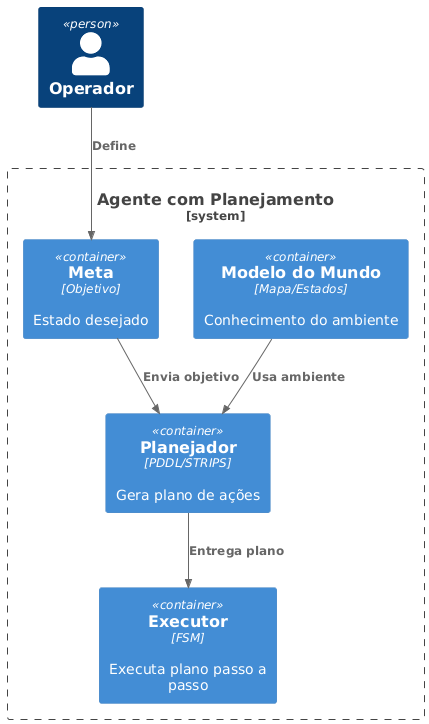 «person»
Operador
Define
Agente com Planejamento
[system]
«container»
Meta
[Objetivo]
Estado desejado
«container»
Modelo do Mundo
[Mapa/Estados]
Conhecimento do ambiente
Envia objetivo
Usa ambiente
«container»
Planejador
[PDDL/STRIPS]
Gera plano de ações
Entrega plano
«container»
Executor
[FSM]
Executa plano passo a
passo